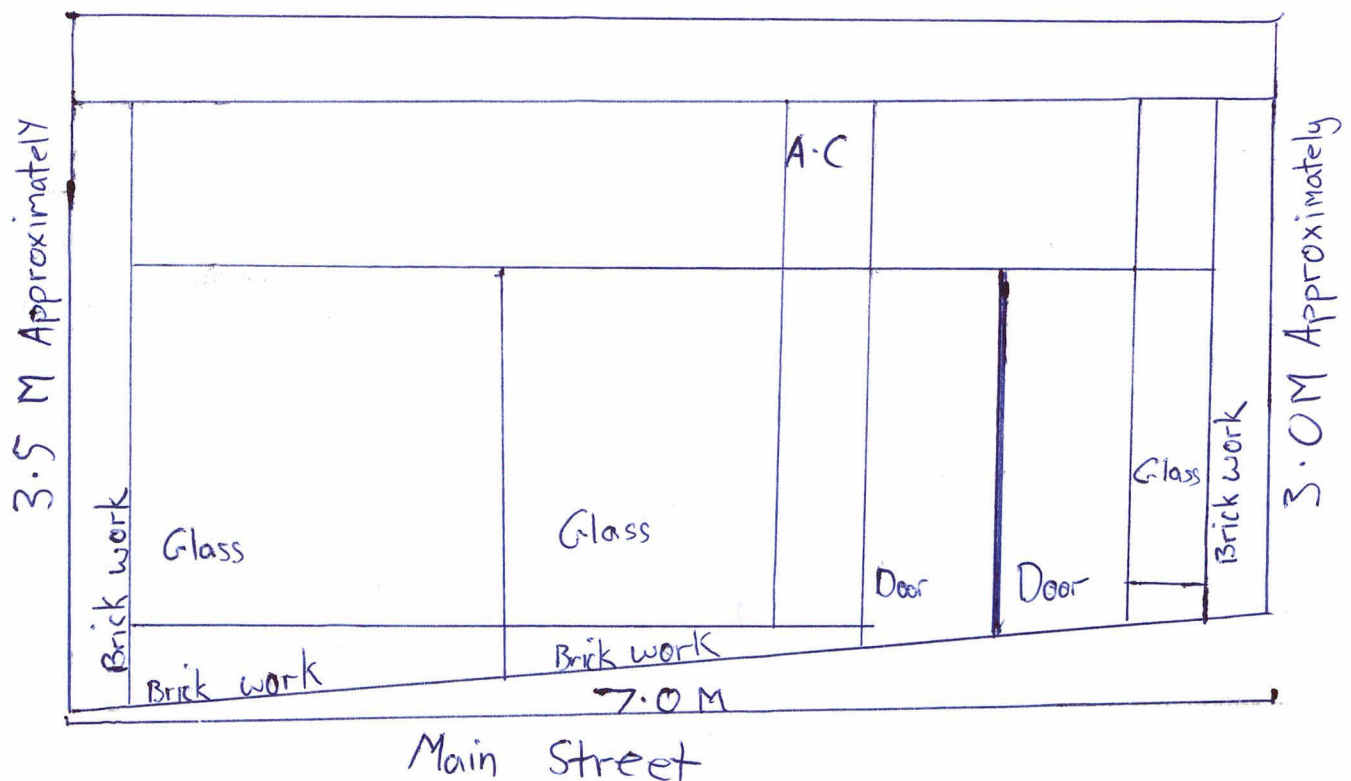 A.C
3.5 M Approximately
3.0M Approximately
Brick work
Glass
Glass
Door
Door
Glass
Brick work
Brick work
Brick work
7.0 M
Main Street